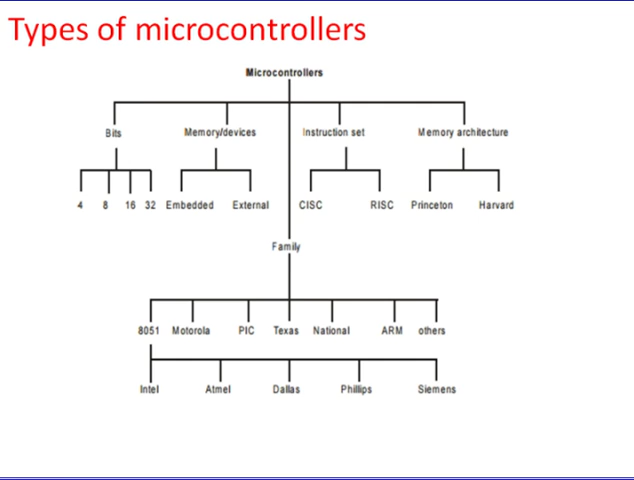 Types of microcontrollers
Microcontrollers
Bits Memory/devices Instruction set Memory architecture
4 8 16 32 Embedded External CISC RISC Princeton Harvard
Family
8051 Motorola PIC Texas National ARM others
Intel Atmel Dallas Phillips Siemens